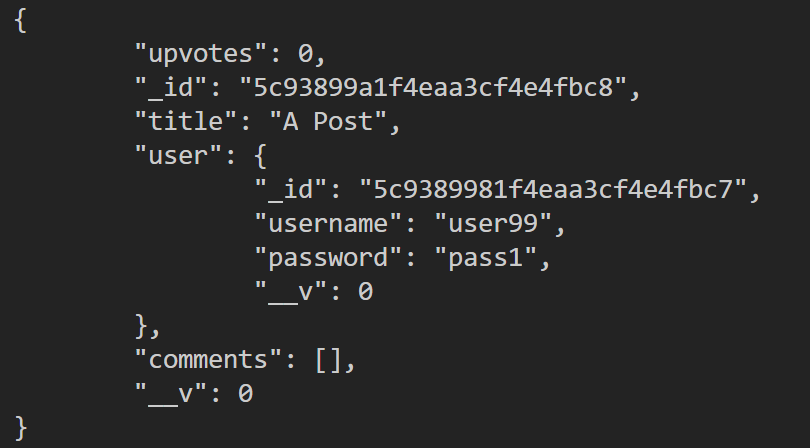 {
        "upvotes": 0,
        "_id": "5c93899a1f4eaa3cf4e4fbc8",
        "title": "A Post",
        "user": {
                "_id": "5c9389981f4eaa3cf4e4fbc7",
                "username": "user99",
                "password": "pass1",
                "__v": 0
        },
        "comments": [],
        "__v": 0
}